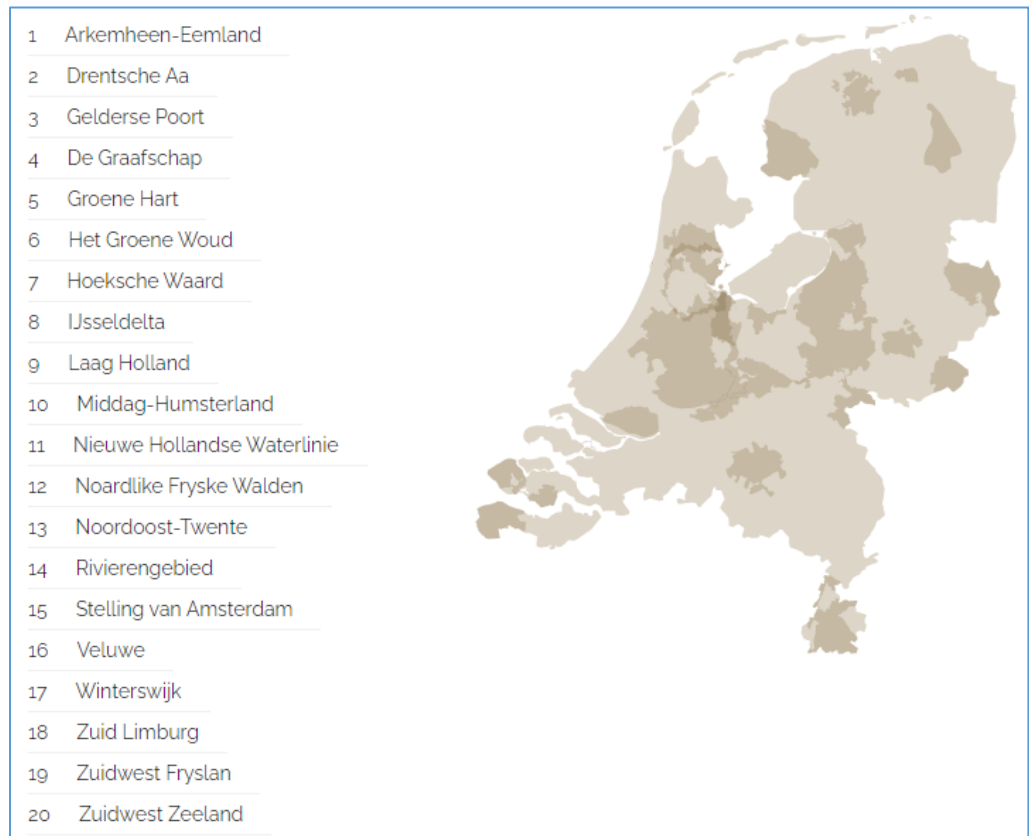 1 Arkemheen-Eemland
2 Drentsche Aa
3 Gelderse Poort
4 De Graafschap
5 Groene Hart
6 Het Groene Woud
7 Hoeksche Waard
8 IJsseldelta
9 Laag Holland
10 Middag-Humsterland
11 Nieuwe Hollandse Waterlinie
12 Noardlike Fryske Walden
13 Noordoost-Twente
14 Rivierengebied
15 Stelling van Amsterdam
16 Veluwe
17 Winterswijk
18 Zuid Limburg
19 Zuidwest Fryslan
20 Zuidwest Zeeland